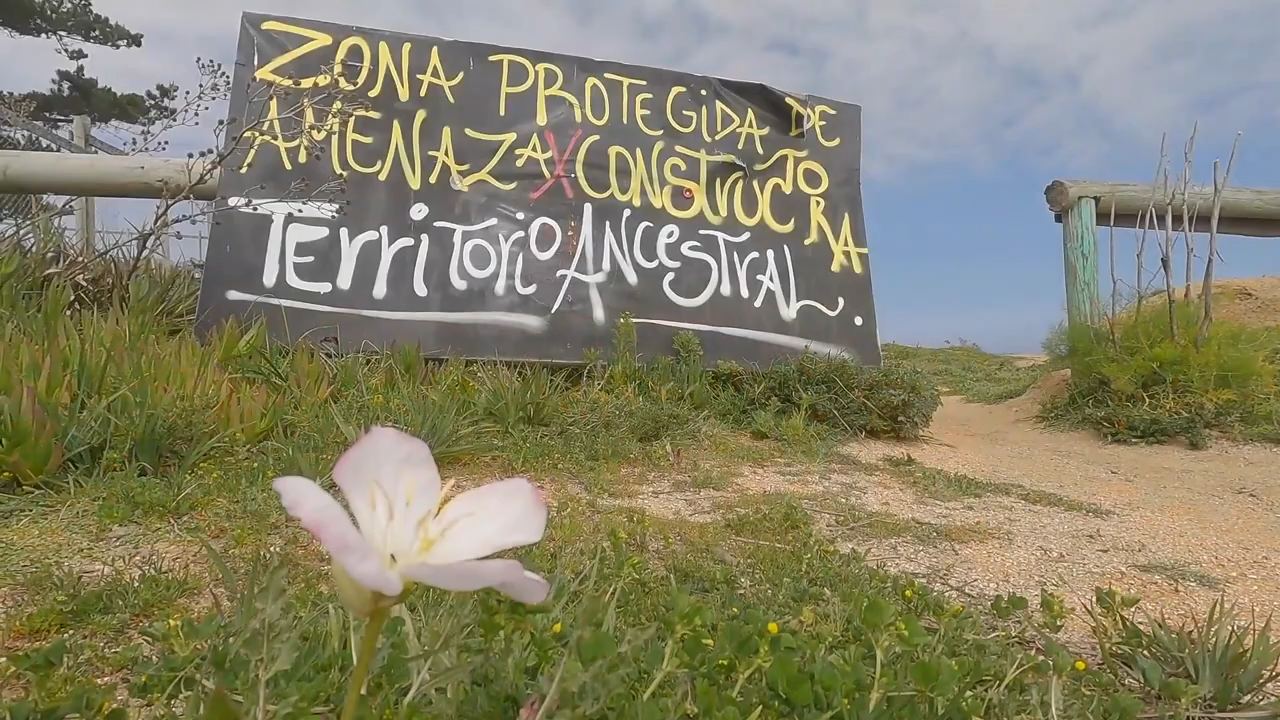 ZONA PROTEGIDA DE
AMENAZA X CONSTRUCTORA
Territorio Ancestral.